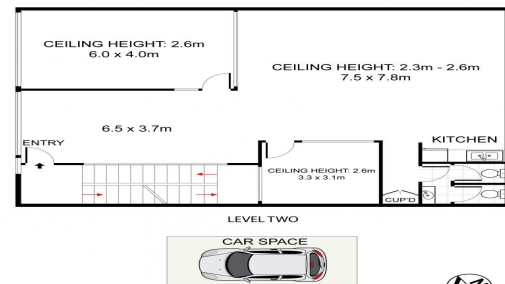 CEILING HEIGHT: 2.6m
6.0 x 4.0m
CEILING HEIGHT: 2.3m - 2.6m
7.5 x 7.8m
6.5 x 3.7m
ENTRY
KITCHEN
CEILING HEIGHT: 2.6m
3.3 x 3.1m
CUP'D
LEVEL TWO
CAR SPACE